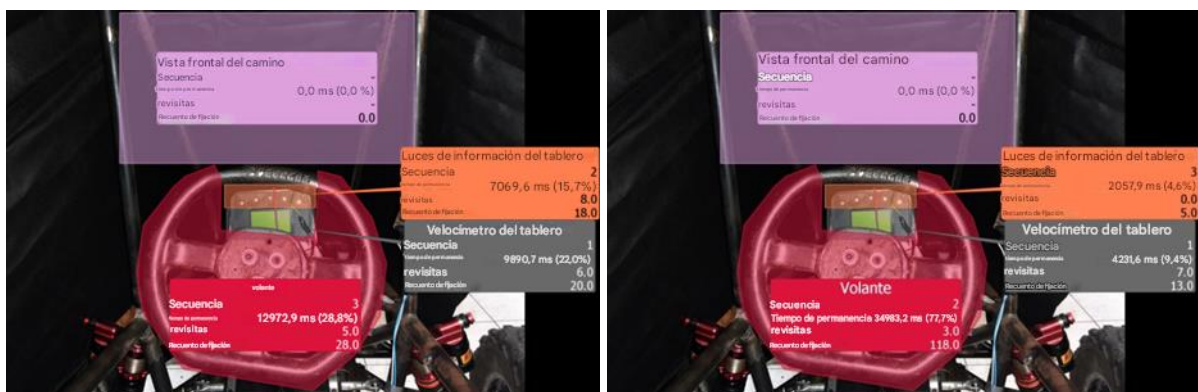 Vista frontal del camino
Secuencia -
0,0 ms (0,0 %)
revisitas -
Recuento de fijación 0.0
Luces de información del tablero
Secuencia 2
7069,6 ms (15,7%)
revisitas 8.0
Recuento de fijación 18.0
Velocímetro del tablero
Secuencia 1
tiempo de permanencia 9890,7 ms (22,0%)
revisitas 6.0
Recuento de fijación 20.0
volante
Secuencia 3
12972,9 ms (28,8%)
revisitas 5.0
Recuento de fijación 28.0
Vista frontal del camino
Secuencia -
tiempo de permanencia 0,0 ms (0,0 %)
revisitas -
Recuento de fijación 0.0
Luces de información del tablero
Secuencia 3
2057,9 ms (4,6%)
revisitas 0.0
Recuento de fijación 5.0
Velocímetro del tablero
Secuencia 1
tiempo de permanencia 4231,6 ms (9,4%)
revisitas 7.0
Recuento de fijación 13.0
Volante
Secuencia 2
Tiempo de permanencia 34983,2 ms (77,7%)
revisitas 3.0
Recuento de fijación 118.0